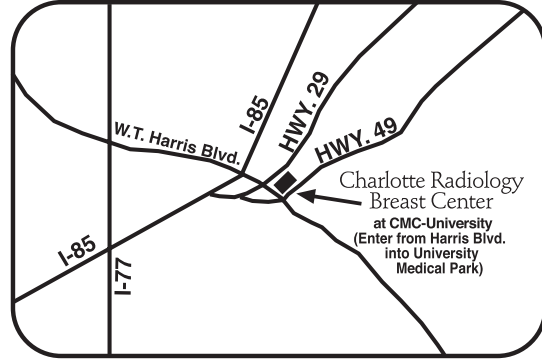 I-85
HWY. 29
HWY. 49
W.T. Harris Blvd.
Charlotte Radiology
Breast Center
at CMC-University
(Enter from Harris Blvd.
into University
Medical Park)
I-85
I-77